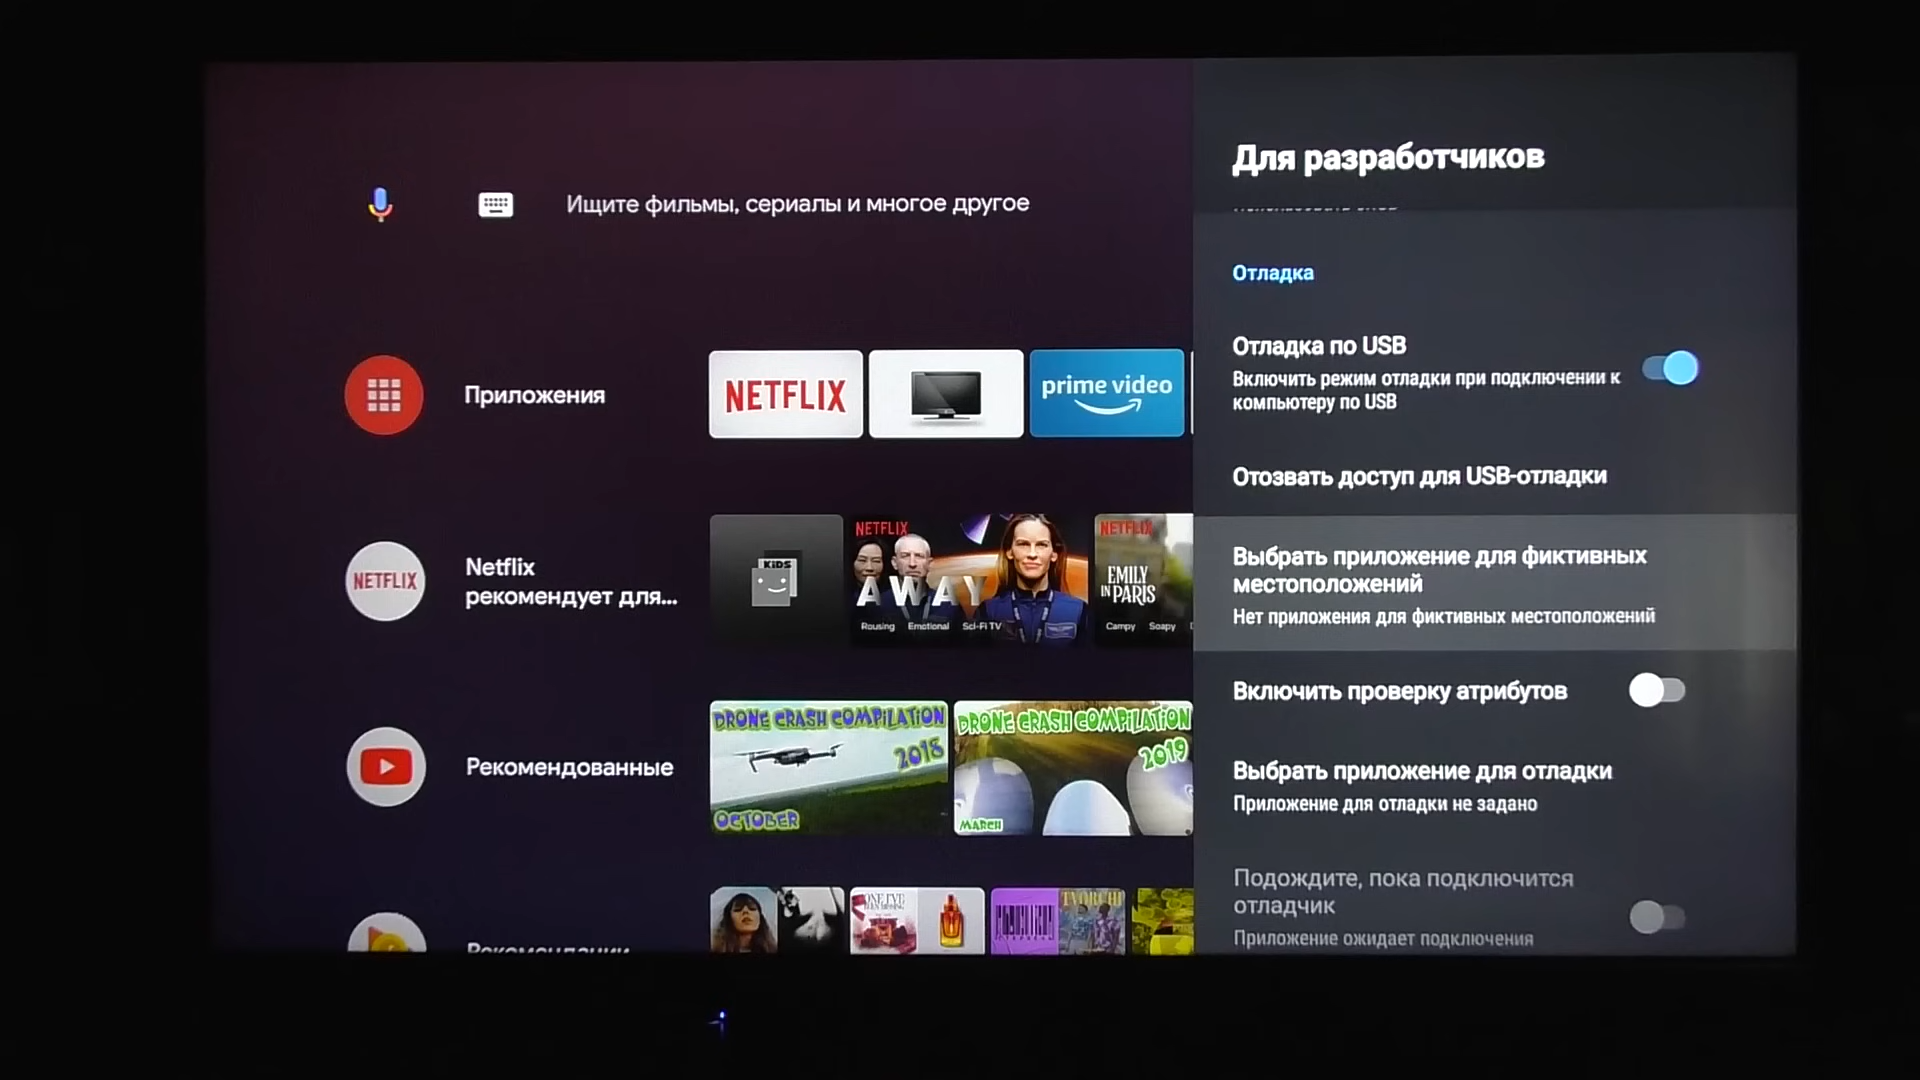 Ищите фильмы, сериалы и многое другое
Приложения
NETFLIX
prime video
NETFLIX
Netflix
рекомендует для...
KiDS
NETFLIX
AWAY
Rousing Emotional Sci-Fi TV
NETFLIX
EMILY
IN PARIS
Campy Soapy
Рекомендованные
DRONE CRASH COMPILATION
2018
OCTOBER
DRONE CRASH COMPILATION
2019
MARCH
Рекомендации
Для разработчиков
Отладка
Отладка по USB
Включить режим отладки при подключении к
компьютеру по USB
Отозвать доступ для USB-отладки
Выбрать приложение для фиктивных
местоположений
Нет приложения для фиктивных местоположений
Включить проверку атрибутов
Выбрать приложение для отладки
Приложение для отладки не задано
Подождите, пока подключится
отладчик
Приложение ожидает подключения